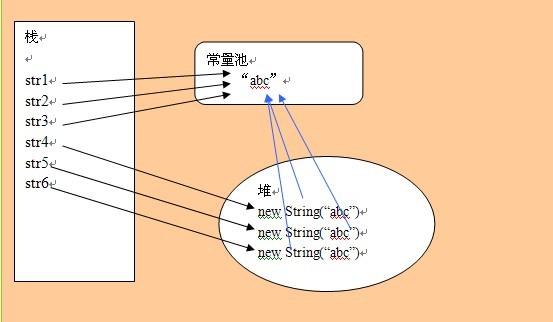 栈
str1
str2
str3
str4
str5
str6
常量池
“abc”
堆
new String(“abc”)
new String(“abc”)
new String(“abc”)